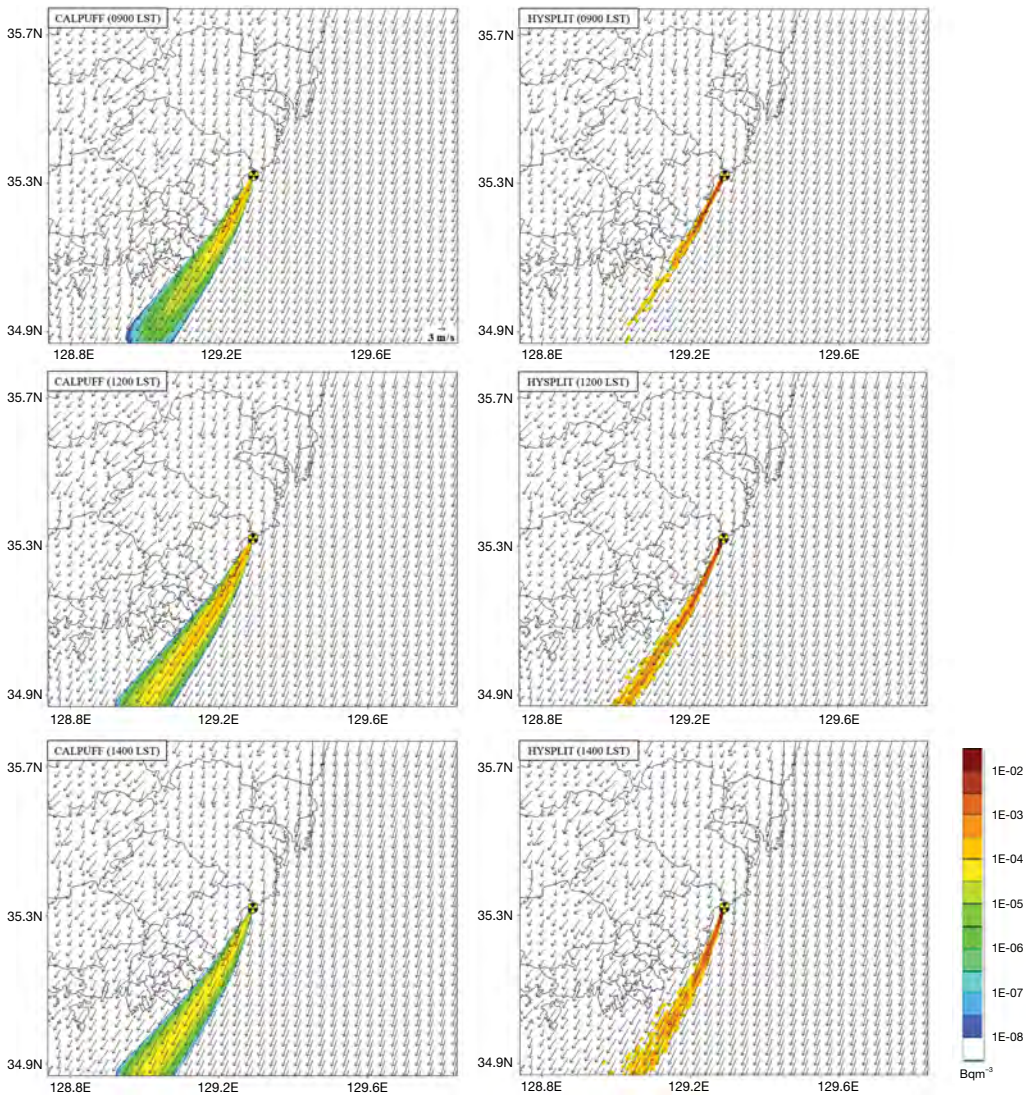 CALPUFF (0900 LST)
HYSPLIT (0900 LST)
35.7N
35.7N
35.3N
35.3N
34.9N
34.9N
3 m/s
128.8E 129.2E 129.6E
128.8E 129.2E 129.6E
CALPUFF (1200 LST)
HYSPLIT (1200 LST)
35.7N
35.7N
35.3N
35.3N
34.9N
34.9N
128.8E 129.2E 129.6E
128.8E 129.2E 129.6E
CALPUFF (1400 LST)
HYSPLIT (1400 LST)
35.7N
35.7N
35.3N
35.3N
34.9N
34.9N
128.8E 129.2E 129.6E
128.8E 129.2E 129.6E
1E-02
1E-03
1E-04
1E-05
1E-06
1E-07
1E-08
Bqm⁻³